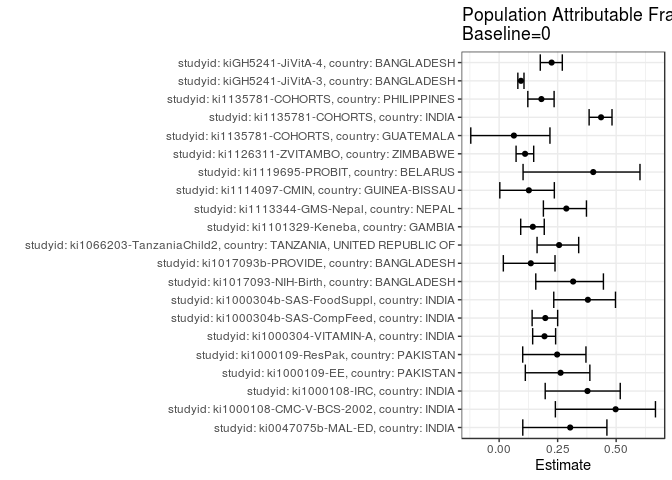 Population Attributable Fra
Baseline=0
studyid: kiGH5241-JiVitA-4, country: BANGLADESH
studyid: kiGH5241-JiVitA-3, country: BANGLADESH
studyid: ki1135781-COHORTS, country: PHILIPPINES
studyid: ki1135781-COHORTS, country: INDIA
studyid: ki1135781-COHORTS, country: GUATEMALA
studyid: ki1126311-ZVITAMBO, country: ZIMBABWE
studyid: ki1119695-PROBIT, country: BELARUS
studyid: ki1114097-CMIN, country: GUINEA-BISSAU
studyid: ki1113344-GMS-Nepal, country: NEPAL
studyid: ki1101329-Keneba, country: GAMBIA
studyid: ki1066203-TanzaniaChild2, country: TANZANIA, UNITED REPUBLIC OF
studyid: ki1017093b-PROVIDE, country: BANGLADESH
studyid: ki1017093-NIH-Birth, country: BANGLADESH
studyid: ki1000304b-SAS-FoodSuppl, country: INDIA
studyid: ki1000304b-SAS-CompFeed, country: INDIA
studyid: ki1000304-VITAMIN-A, country: INDIA
studyid: ki1000109-ResPak, country: PAKISTAN
studyid: ki1000109-EE, country: PAKISTAN
studyid: ki1000108-IRC, country: INDIA
studyid: ki1000108-CMC-V-BCS-2002, country: INDIA
studyid: ki0047075b-MAL-ED, country: INDIA
0.00 0.25 0.50
Estimate